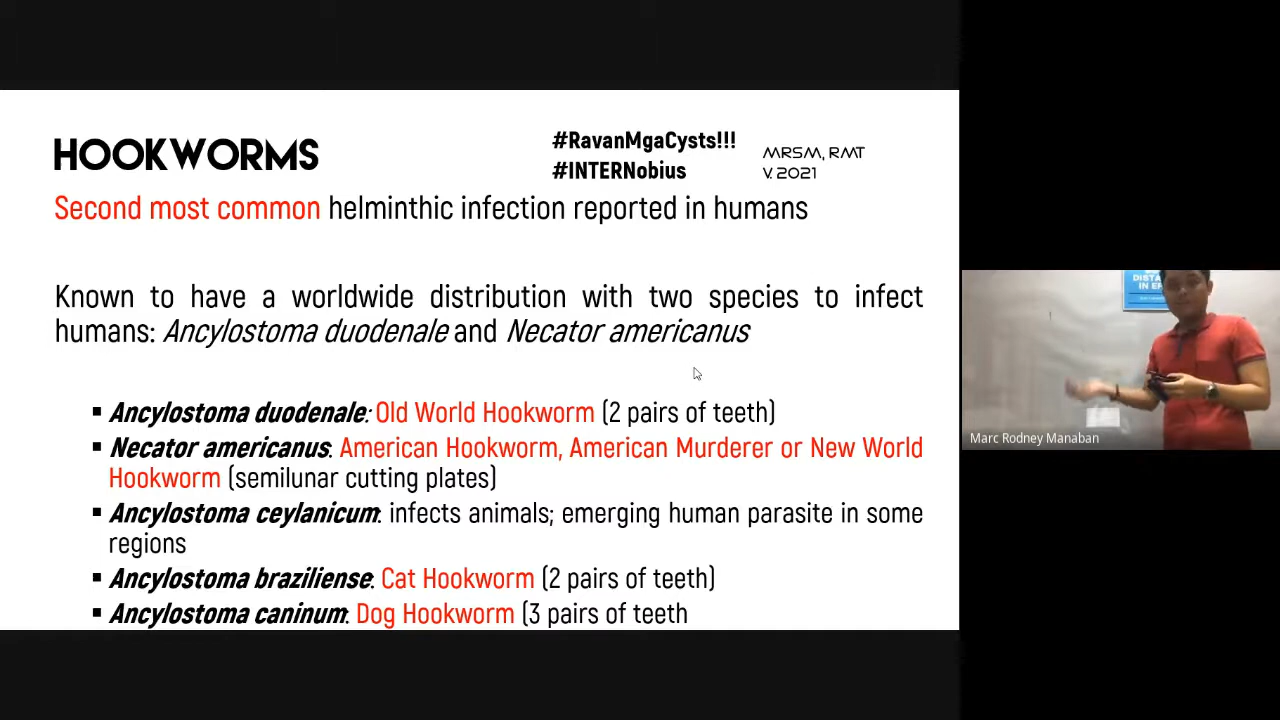 HOOKWORMS
#RavanMgaCysts!!!
#INTERNobius
MRSM, RMT
V. 2021
Second most common helminthic infection reported in humans
Known to have a worldwide distribution with two species to infect
humans: Ancylostoma duodenale and Necator americanus
▪ Ancylostoma duodenale: Old World Hookworm (2 pairs of teeth)
▪ Necator americanus: American Hookworm, American Murderer or New World
Hookworm (semilunar cutting plates)
▪ Ancylostoma ceylanicum: infects animals; emerging human parasite in some
regions
▪ Ancylostoma braziliense: Cat Hookworm (2 pairs of teeth)
▪ Ancylostoma caninum: Dog Hookworm (3 pairs of teeth
Marc Rodney Manaban